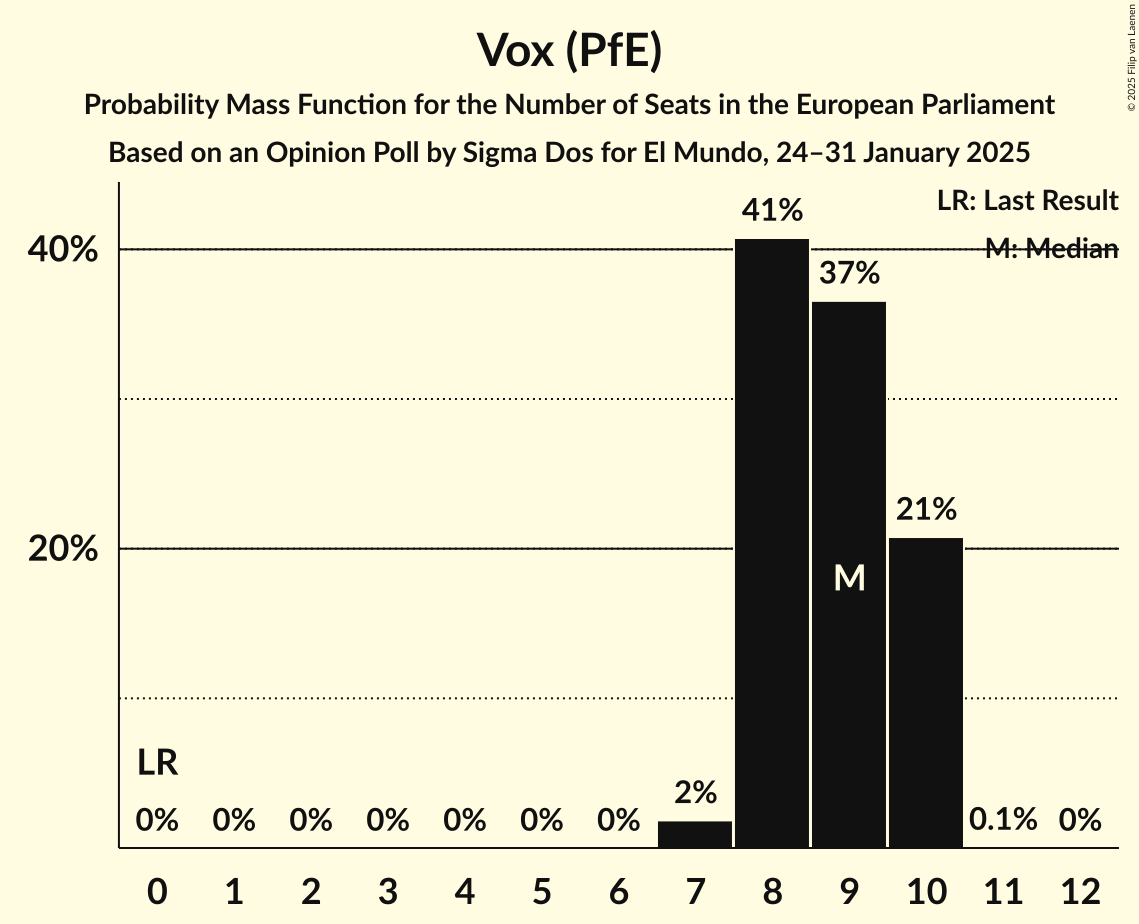 Vox (PfE)
Probability Mass Function for the Number of Seats in the European Parliament
Based on an Opinion Poll by Sigma Dos for El Mundo, 24–31 January 2025
© 2025 Filip van Laenen
LR: Last Result
M: Median
40%
20%
41%
37%
21%
M
LR
0% 0% 0% 0% 0% 0% 0% 2% 0.1% 0%
0 1 2 3 4 5 6 7 8 9 10 11 12